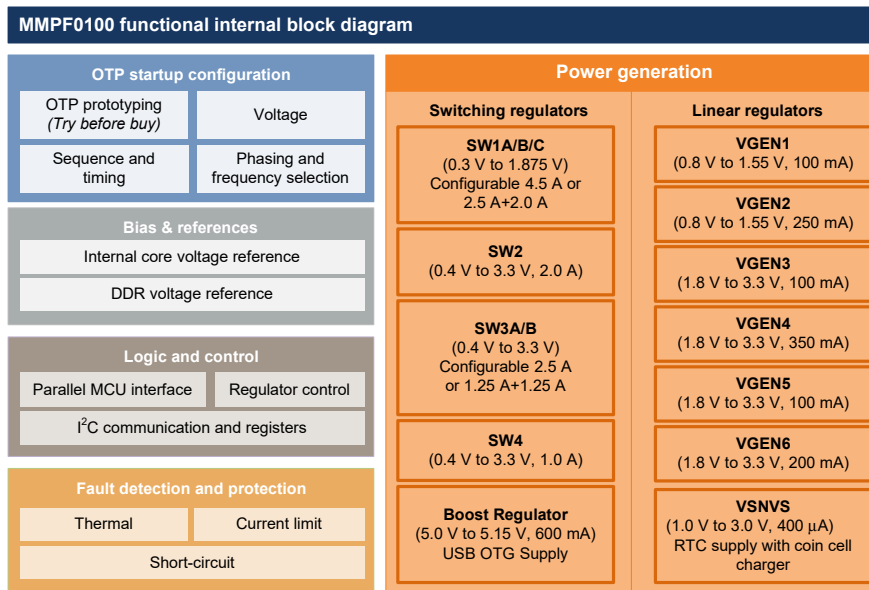 MMPF0100 functional internal block diagram
OTP startup configuration
OTP prototyping
(Try before buy)
Voltage
Sequence and
timing
Phasing and
frequency selection
Bias & references
Internal core voltage reference
DDR voltage reference
Logic and control
Parallel MCU interface
Regulator control
I²C communication and registers
Fault detection and protection
Thermal
Current limit
Short-circuit
Power generation
Switching regulators
SW1A/B/C
(0.3 V to 1.875 V)
Configurable 4.5 A or
2.5 A+2.0 A
SW2
(0.4 V to 3.3 V, 2.0 A)
SW3A/B
(0.4 V to 3.3 V)
Configurable 2.5 A
or 1.25 A+1.25 A
SW4
(0.4 V to 3.3 V, 1.0 A)
Boost Regulator
(5.0 V to 5.15 V, 600 mA)
USB OTG Supply
Linear regulators
VGEN1
(0.8 V to 1.55 V, 100 mA)
VGEN2
(0.8 V to 1.55 V, 250 mA)
VGEN3
(1.8 V to 3.3 V, 100 mA)
VGEN4
(1.8 V to 3.3 V, 350 mA)
VGEN5
(1.8 V to 3.3 V, 100 mA)
VGEN6
(1.8 V to 3.3 V, 200 mA)
VSNVS
(1.0 V to 3.0 V, 400 μA)
RTC supply with coin cell
charger